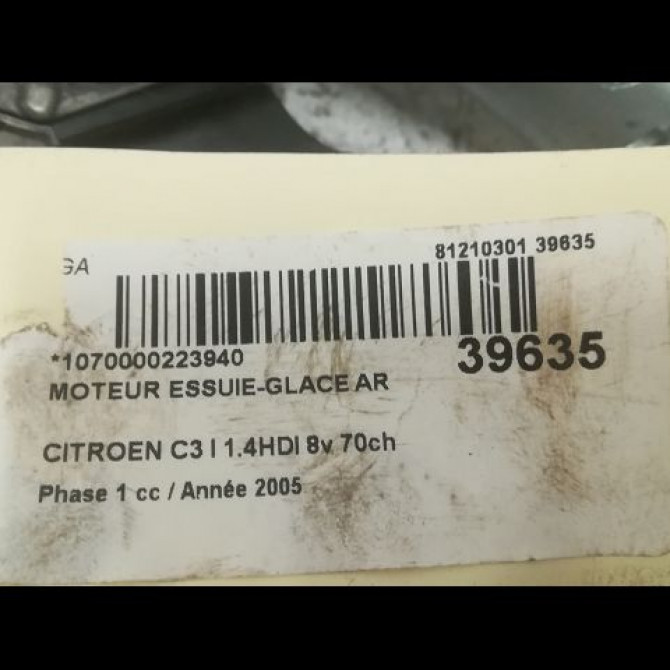 81210301 39635
GA
*1070000223940
39635
MOTEUR ESSUIE-GLACE AR
CITROEN C3 I 1.4HDI 8v 70ch
Phase 1 cc / Année 2005